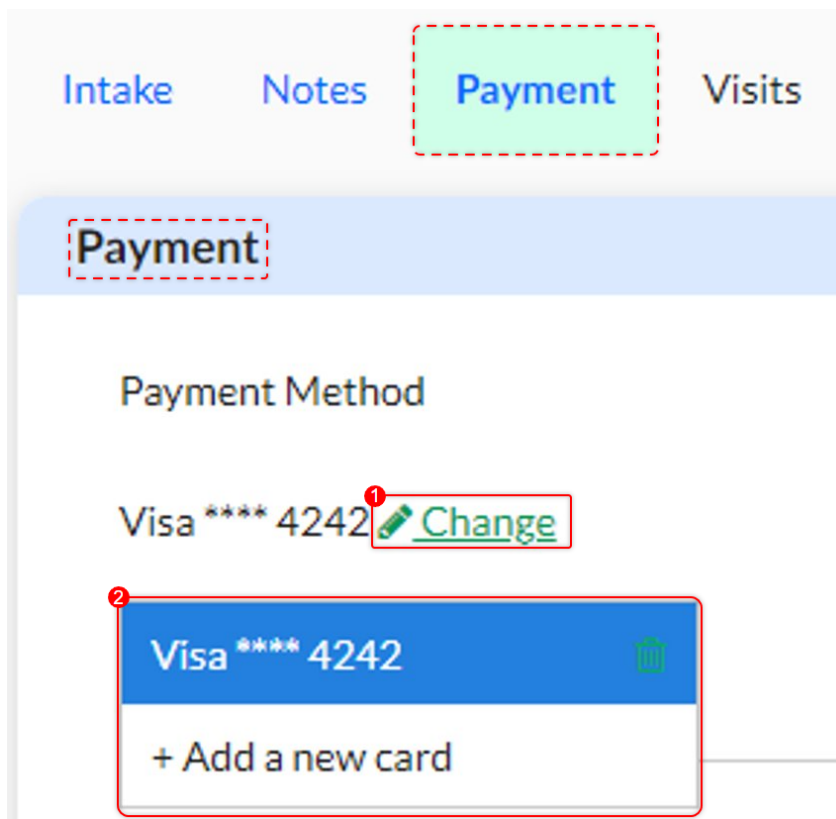 Intake Notes Payment Visits
Payment
Payment Method
Visa **** 4242 Change
1
2
Visa **** 4242
+ Add a new card